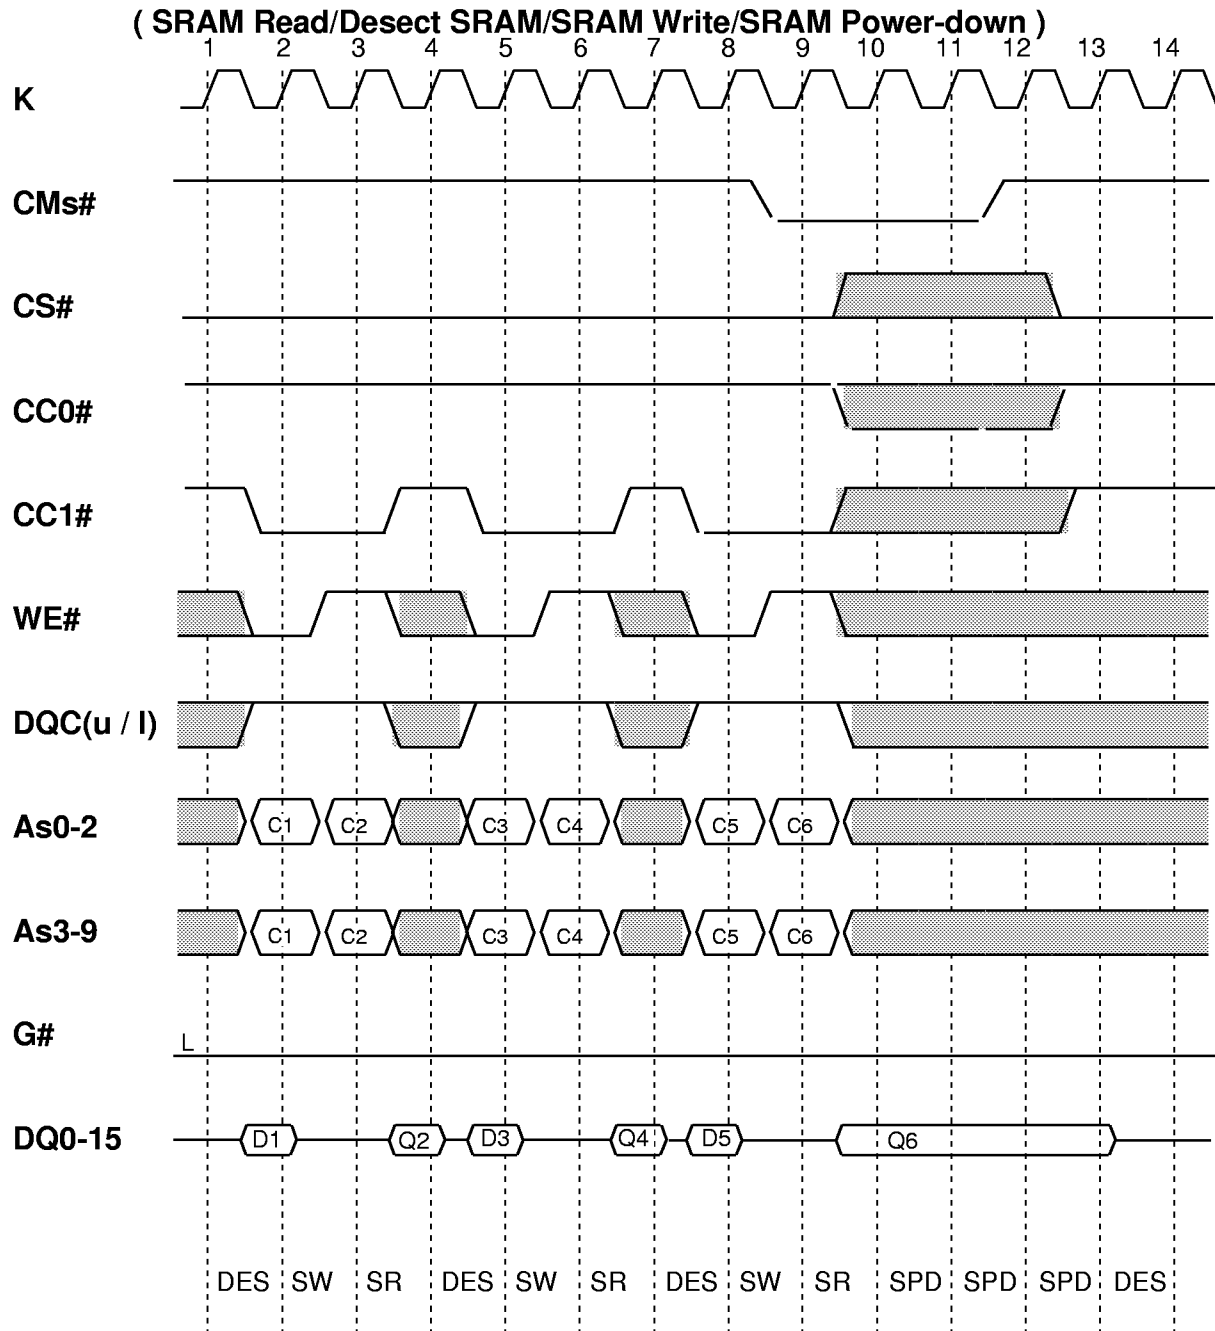 ( SRAM Read/Desect SRAM/SRAM Write/SRAM Power-down )
1 2 3 4 5 6 7 8 9 10 11 12 13 14
K
CMs#
CS#
CC0#
CC1#
WE#
DQC(u / l)
As0-2 C1 C2 C3 C4 C5 C6
As3-9 C1 C2 C3 C4 C5 C6
G# L
DQ0-15 D1 Q2 D3 Q4 D5 Q6
DES SW SR DES SW SR DES SW SR SPD SPD SPD DES